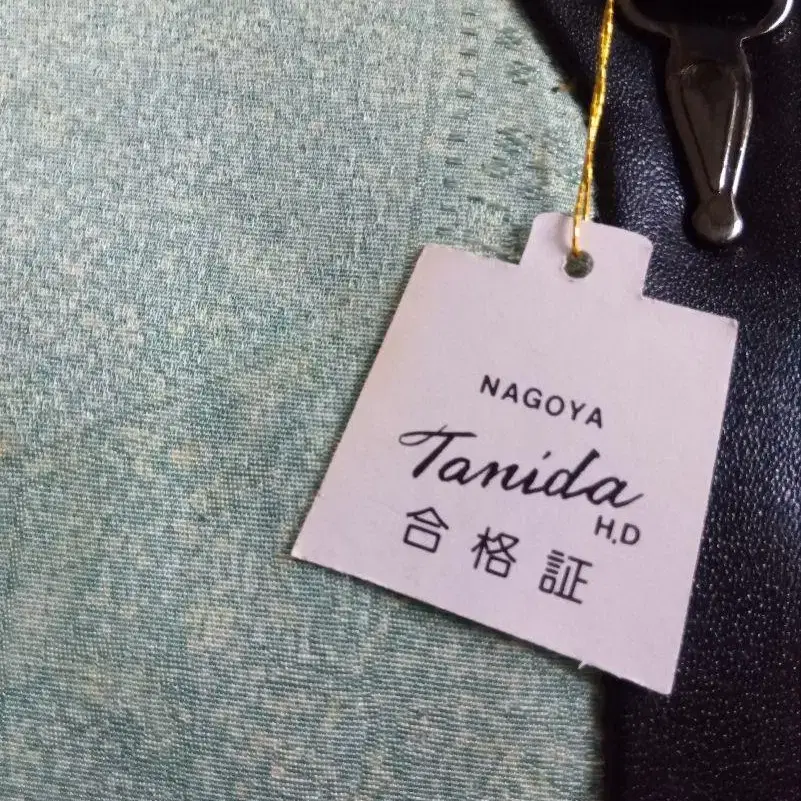 NAGOYA
Tanida
H.D
合格証